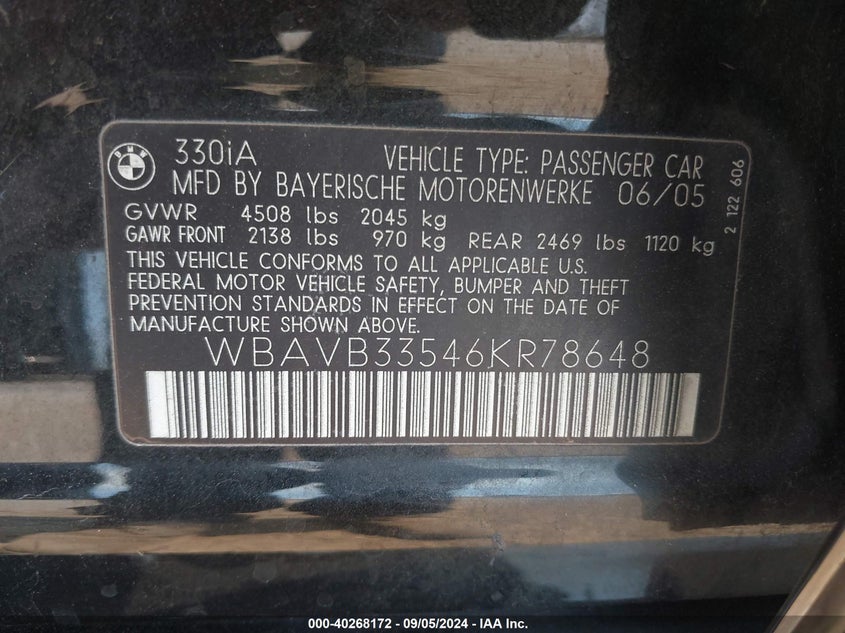 BMW
330iA VEHICLE TYPE: PASSENGER CAR
MFD BY BAYERISCHE MOTORENWERKE 06/05
GVWR 4508 lbs 2045 kg
GAWR FRONT 2138 lbs 970 kg REAR 2469 lbs 1120 kg
THIS VEHICLE CONFORMS TO ALL APPLICABLE U.S.
FEDERAL MOTOR VEHICLE SAFETY, BUMPER AND THEFT
PREVENTION STANDARDS IN EFFECT ON THE DATE OF
MANUFACTURE SHOWN ABOVE.
WBAVB33546KR78648
2 122 606
000-40268172 - 09/05/2024 - IAA Inc.